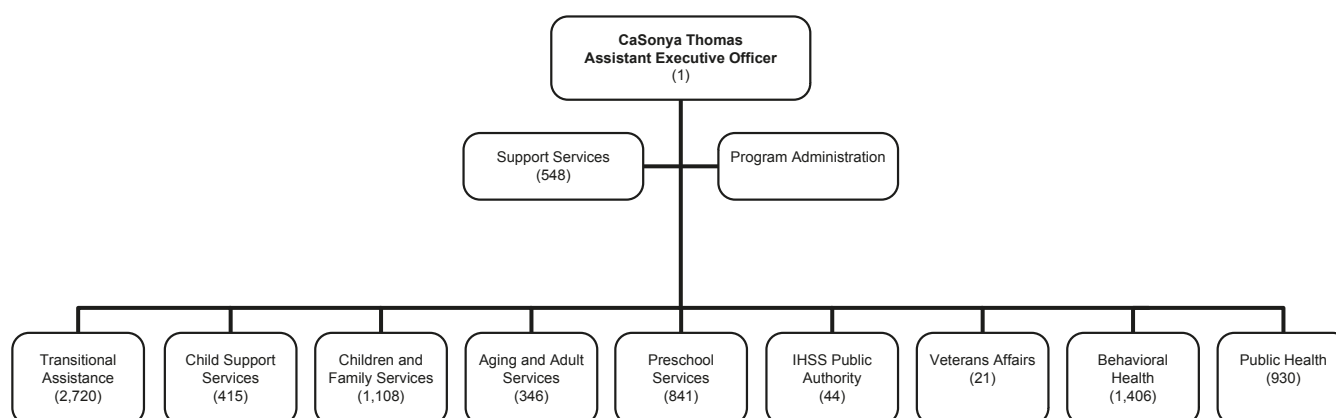 CaSonya Thomas
Assistant Executive Officer
(1)
Support Services
(548)
Program Administration
Transitional
Assistance
(2,720)
Child Support
Services
(415)
Children and
Family Services
(1,108)
Aging and Adult
Services
(346)
Preschool
Services
(841)
IHSS Public
Authority
(44)
Veterans Affairs
(21)
Behavioral
Health
(1,406)
Public Health
(930)